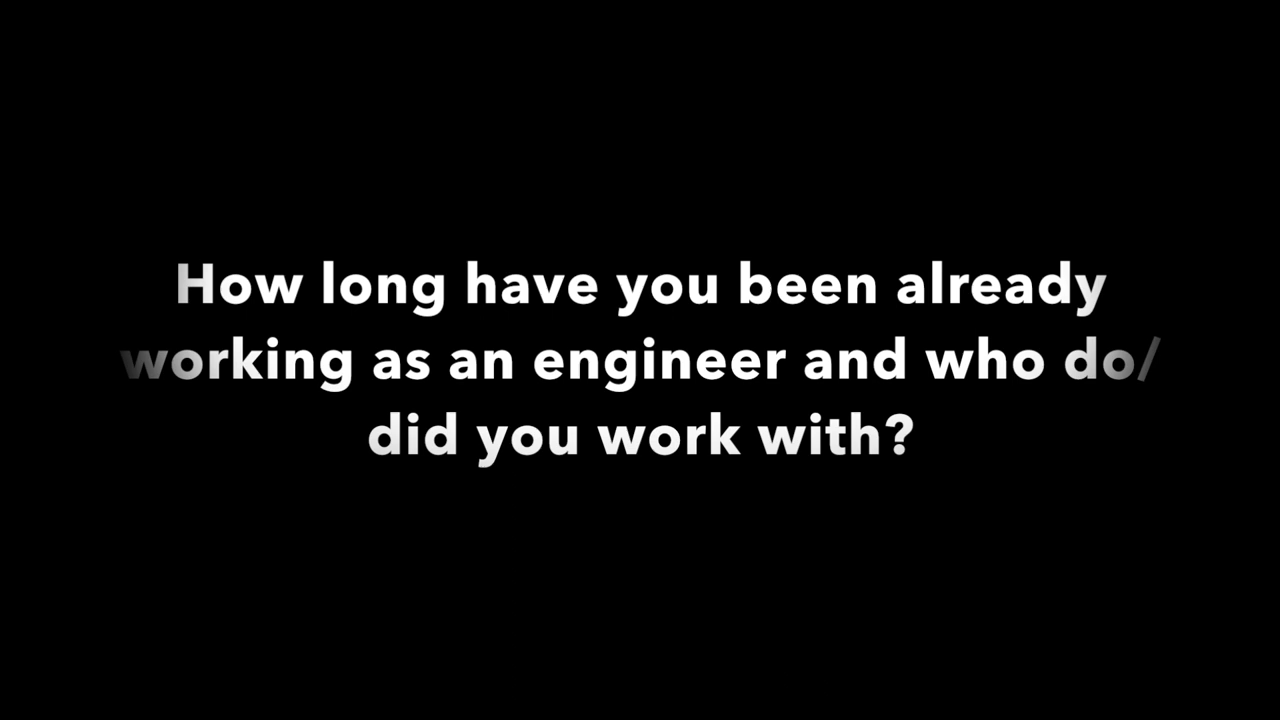 How long have you been already
working as an engineer and who do/
did you work with?